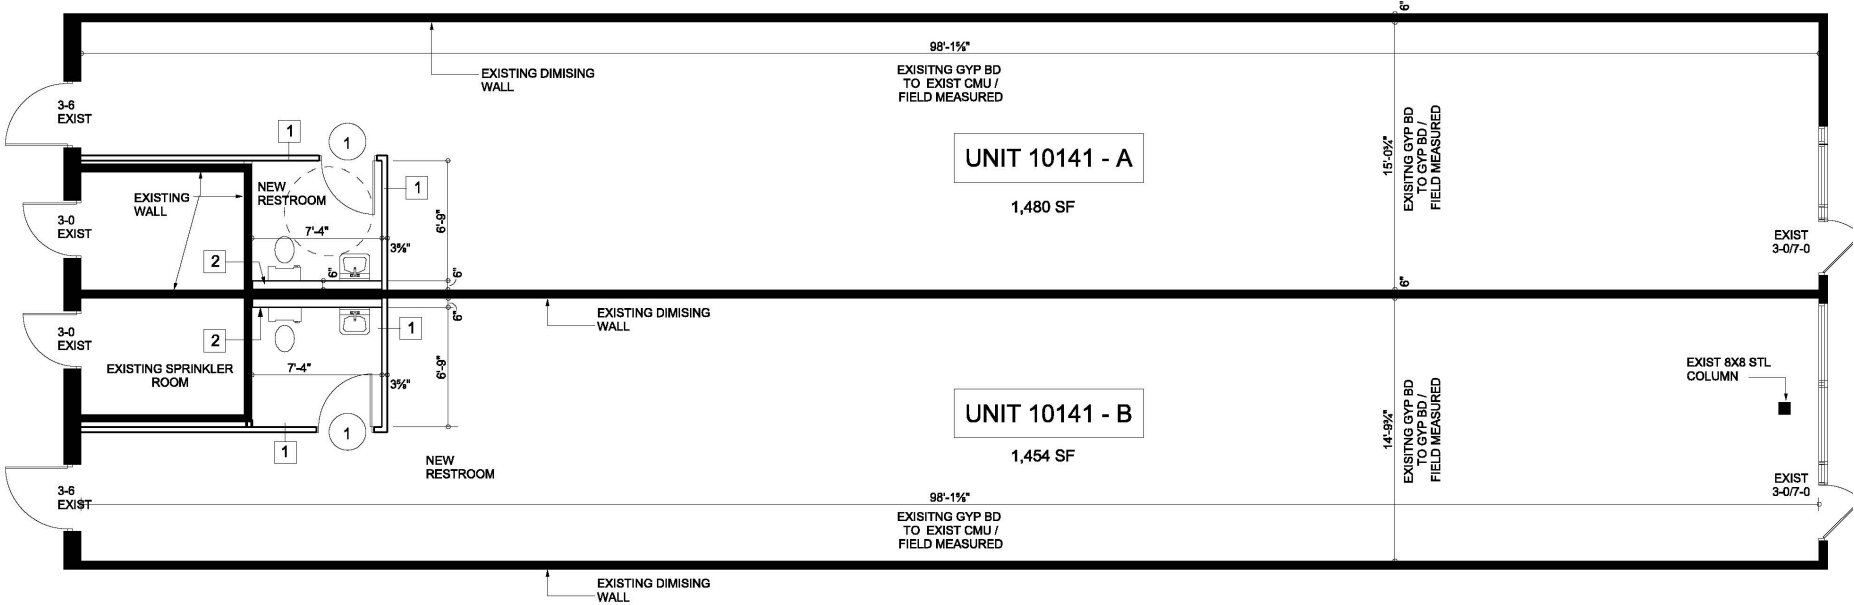 6"
98'-1⅝"
EXISTING DIMISING
WALL
EXISITNG GYP BD
TO EXIST CMU /
FIELD MEASURED
3-6
EXIST
1
1
15'-0¾"
EXISITNG GYP BD
TO GYP BD /
FIELD MEASURED
UNIT 10141 - A
1,480 SF
EXISTING
WALL
NEW
RESTROOM
1
6'-9"
3-0
EXIST
7'-4"
3⅝"
EXIST
3-0/7-0
2
6"
6"
6"
EXISTING DIMISING
WALL
6"
1
3-0
EXIST
2
EXISTING SPRINKLER
ROOM
7'-4"
3⅝"
6'-9"
EXIST 8X8 STL
COLUMN
UNIT 10141 - B
1,454 SF
14'-9¾"
EXISITNG GYP BD
TO GYP BD /
FIELD MEASURED
1
1
NEW
RESTROOM
3-6
EXIST
98'-1⅝"
EXISITNG GYP BD
TO EXIST CMU /
FIELD MEASURED
EXIST
3-0/7-0
EXISTING DIMISING
WALL